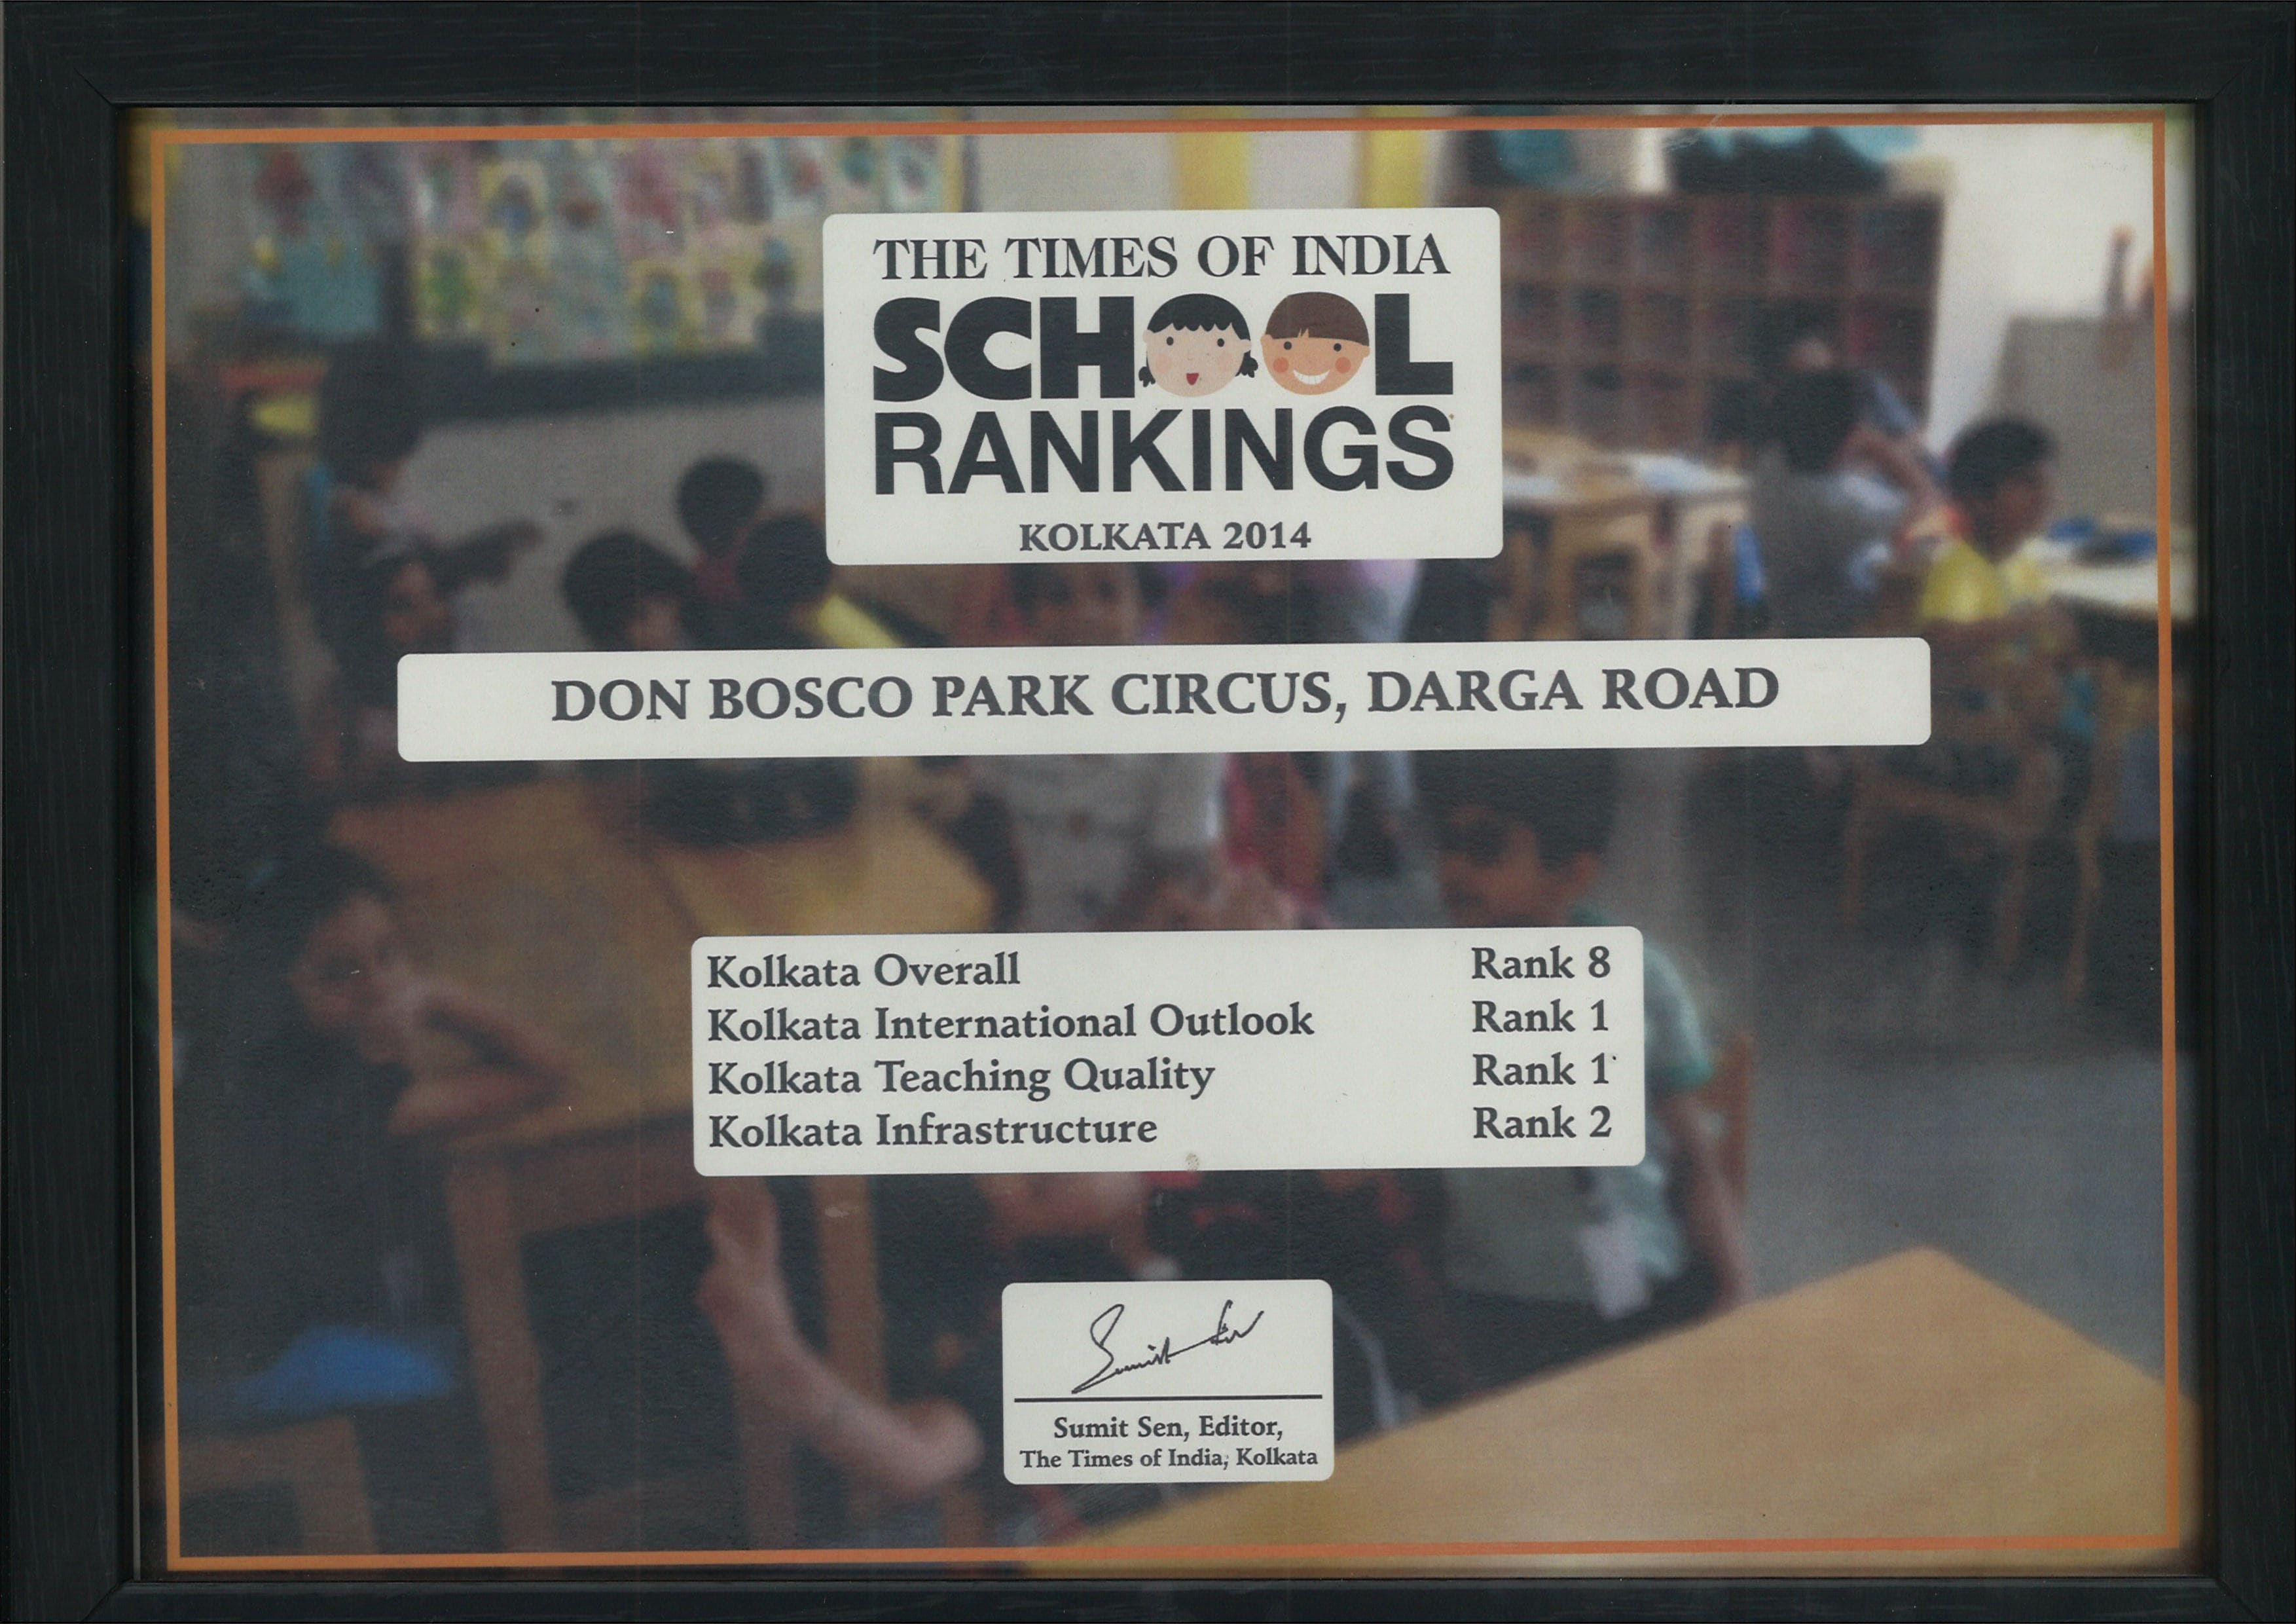 THE TIMES OF INDIA
SCHOOL
RANKINGS
KOLKATA 2014
DON BOSCO PARK CIRCUS, DARGA ROAD
Kolkata Overall Rank 8
Kolkata International Outlook Rank 1
Kolkata Teaching Quality Rank 1
Kolkata Infrastructure Rank 2
Sumit Sen
Sumit Sen, Editor,
The Times of India, Kolkata